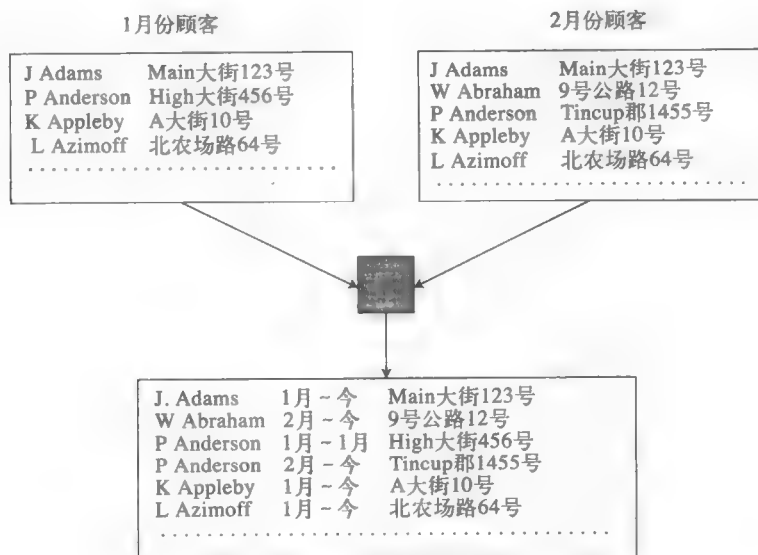 1月份顾客
J Adams Main大街123号
P Anderson High大街456号
K Appleby A大街10号
L Azimoff 北农场路64号
2月份顾客
J Adams Main大街123号
W Abraham 9号公路12号
P Anderson Tincup郡1455号
K Appleby A大街10号
L Azimoff 北农场路64号
J. Adams 1月~今 Main大街123号
W Abraham 2月~今 9号公路12号
P Anderson 1月~1月 High大街456号
P Anderson 2月~今 Tincup郡1455号
K Appleby 1月~今 A大街10号
L Azimoff 1月~今 北农场路64号